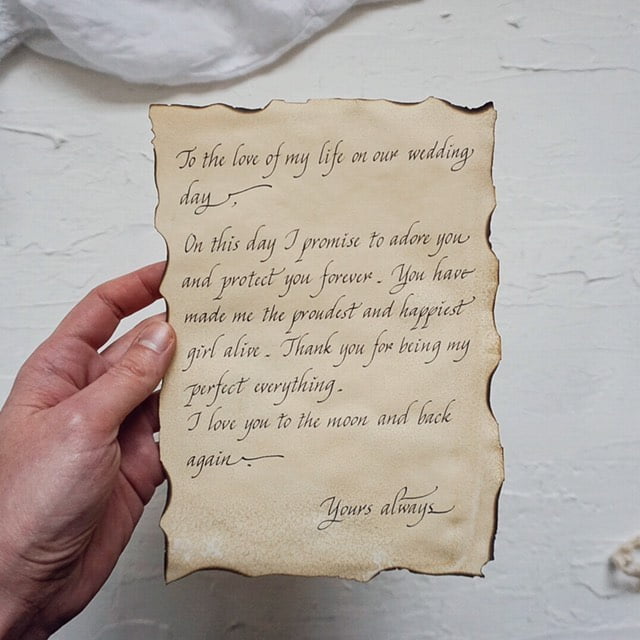 To the love of my life on our wedding
day
On this day I promise to adore you
and protect you forever. You have
made me the proudest and happiest
girl alive. Thank you for being my
perfect everything.
I love you to the moon and back
again
Yours always